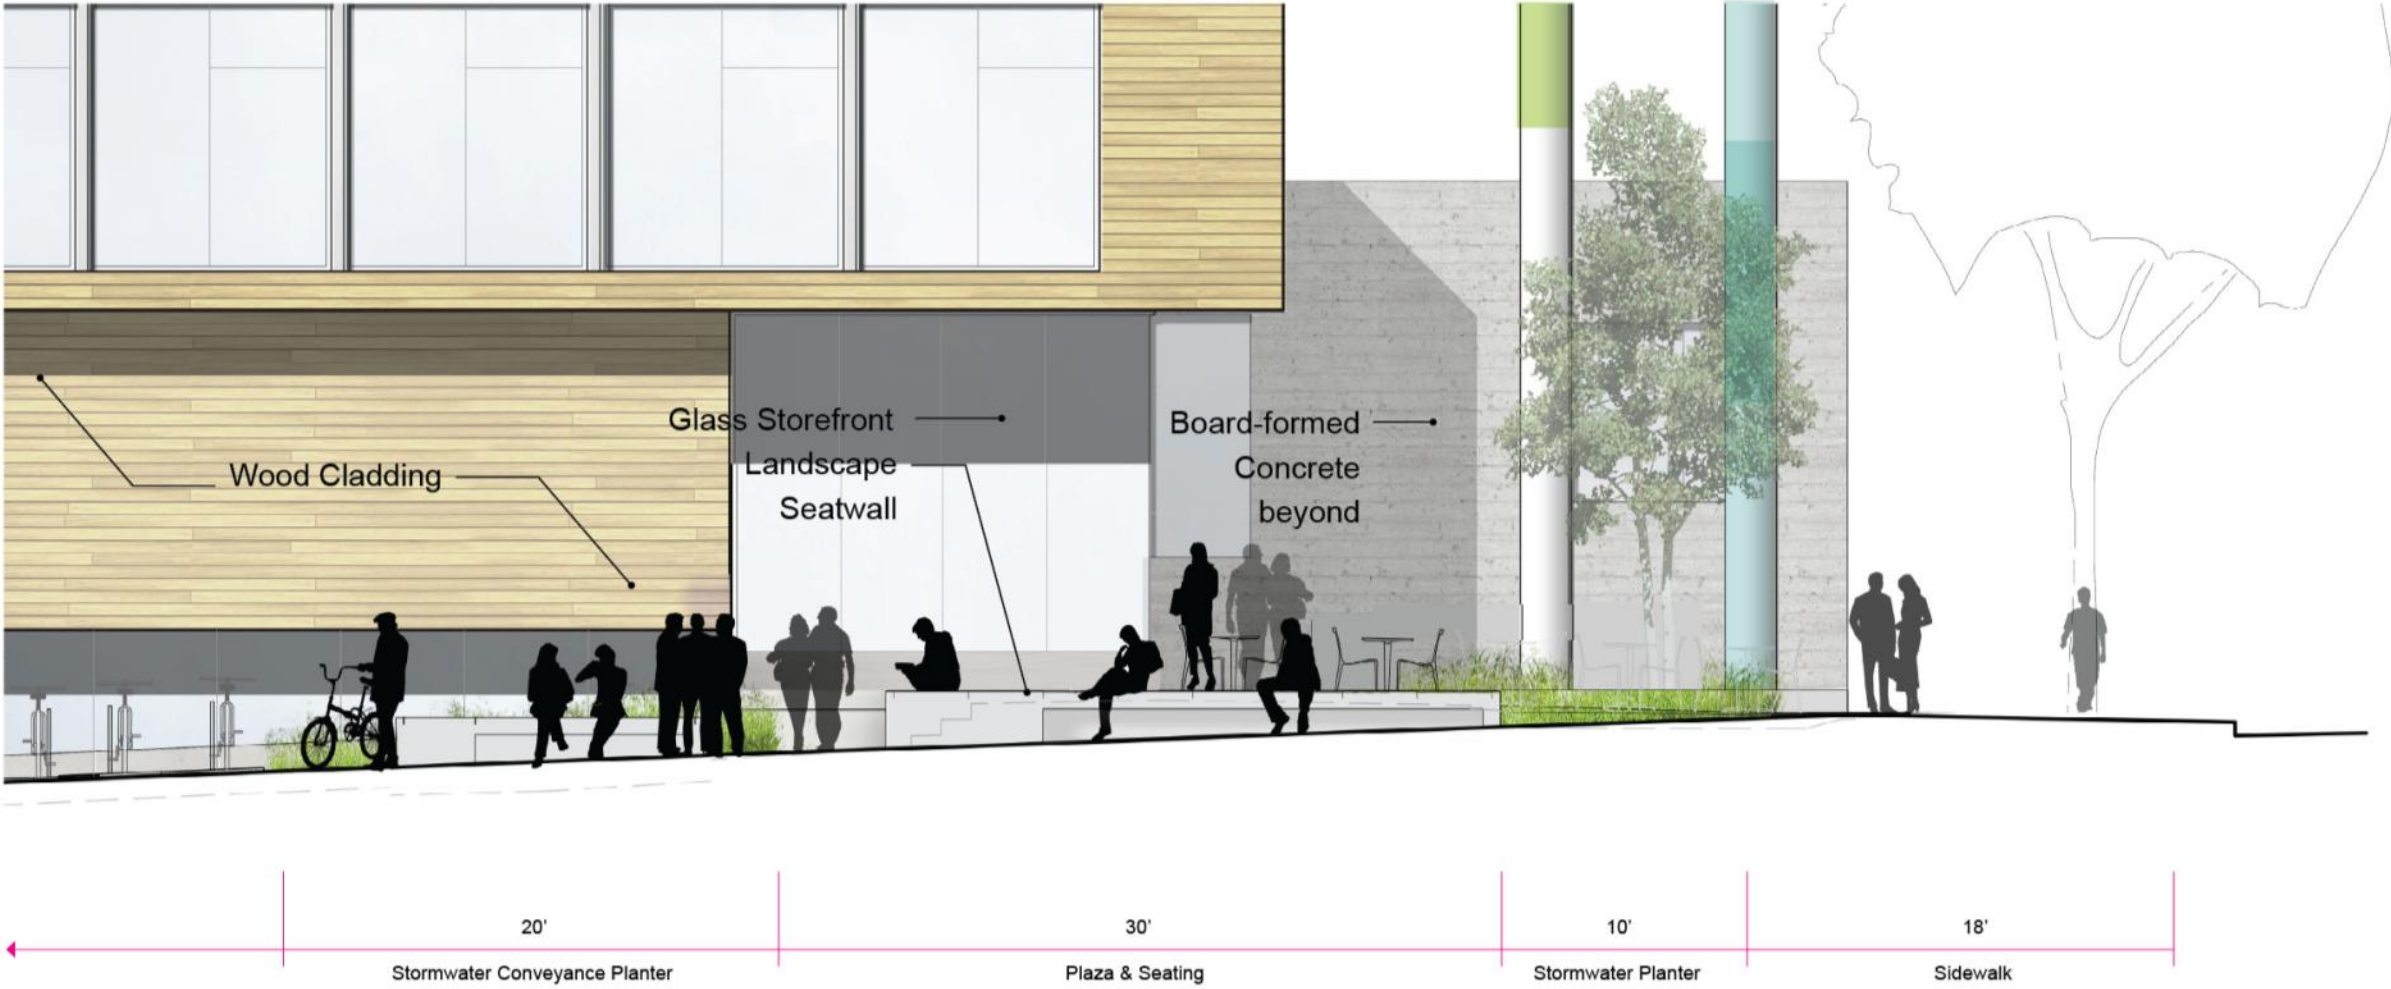 Glass Storefront
Landscape
Seatwall
Board-formed
Concrete
beyond
Wood Cladding
20'
30'
10'
18'
Stormwater Conveyance Planter
Plaza & Seating
Stormwater Planter
Sidewalk